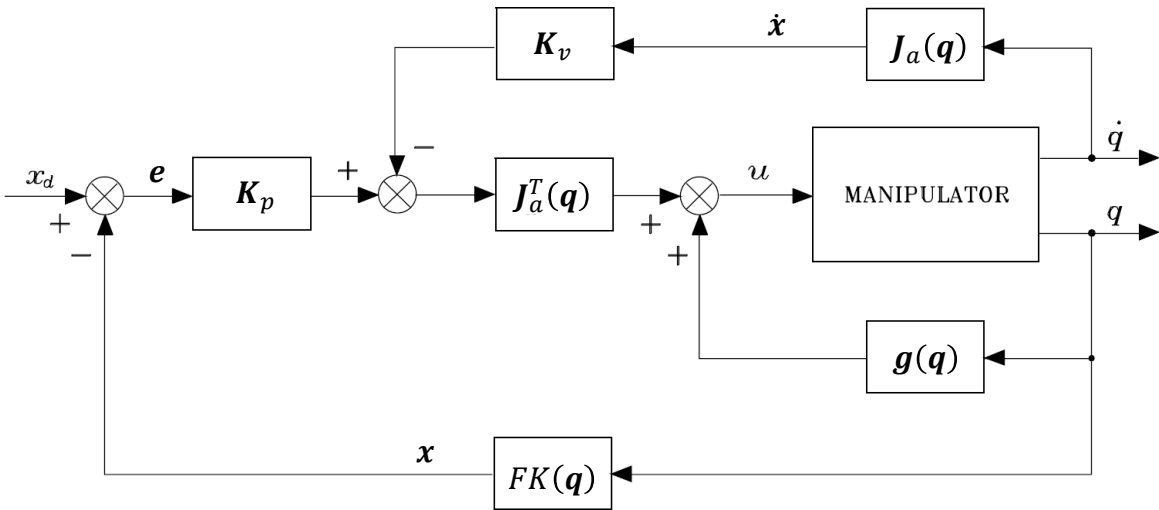 K_v
ẋ
J_a(q)
q̇
−
x_d
+
−
e
K_p
+
J_a^T(q)
+
+
u
MANIPULATOR
q
g(q)
x
FK(q)